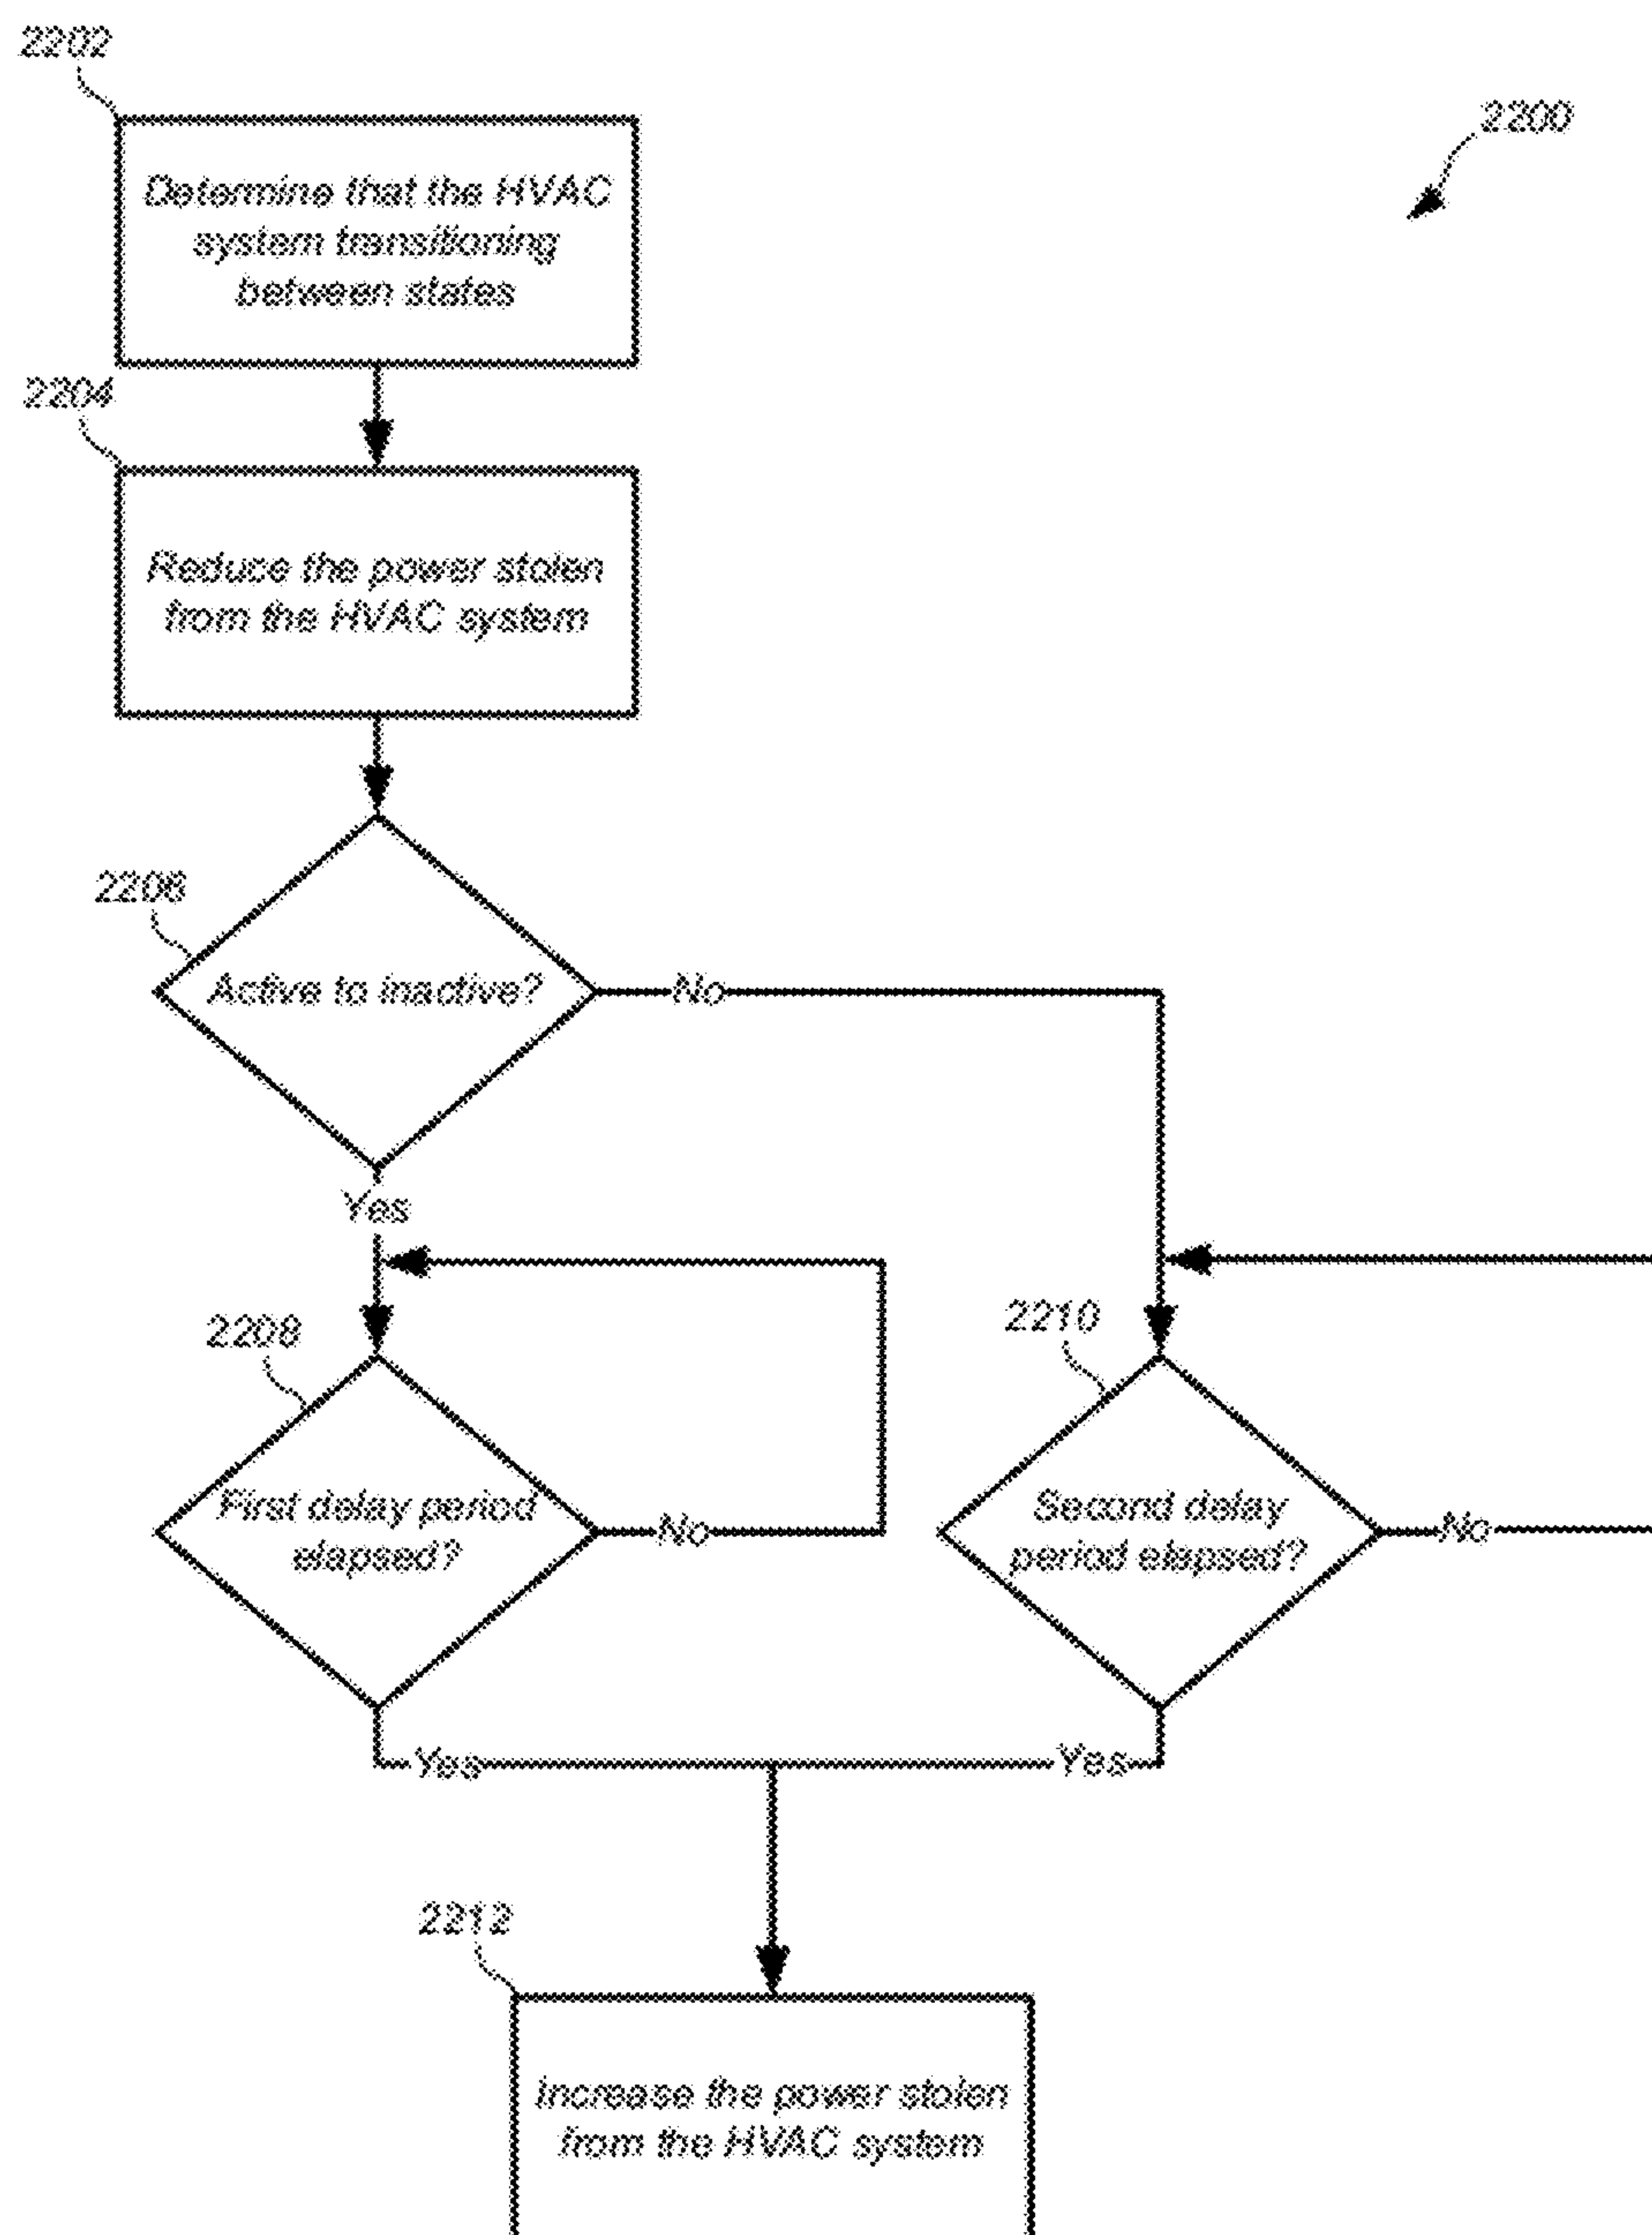 2202
2200
Determine that the HVAC
system transitioning
between states
2204
Reduce the power stolen
from the HVAC system
2206
Active to inactive?
No
Yes
2208
2210
First delay period
elapsed?
No
Second delay
period elapsed?
No
Yes
Yes
2212
Increase the power stolen
from the HVAC system